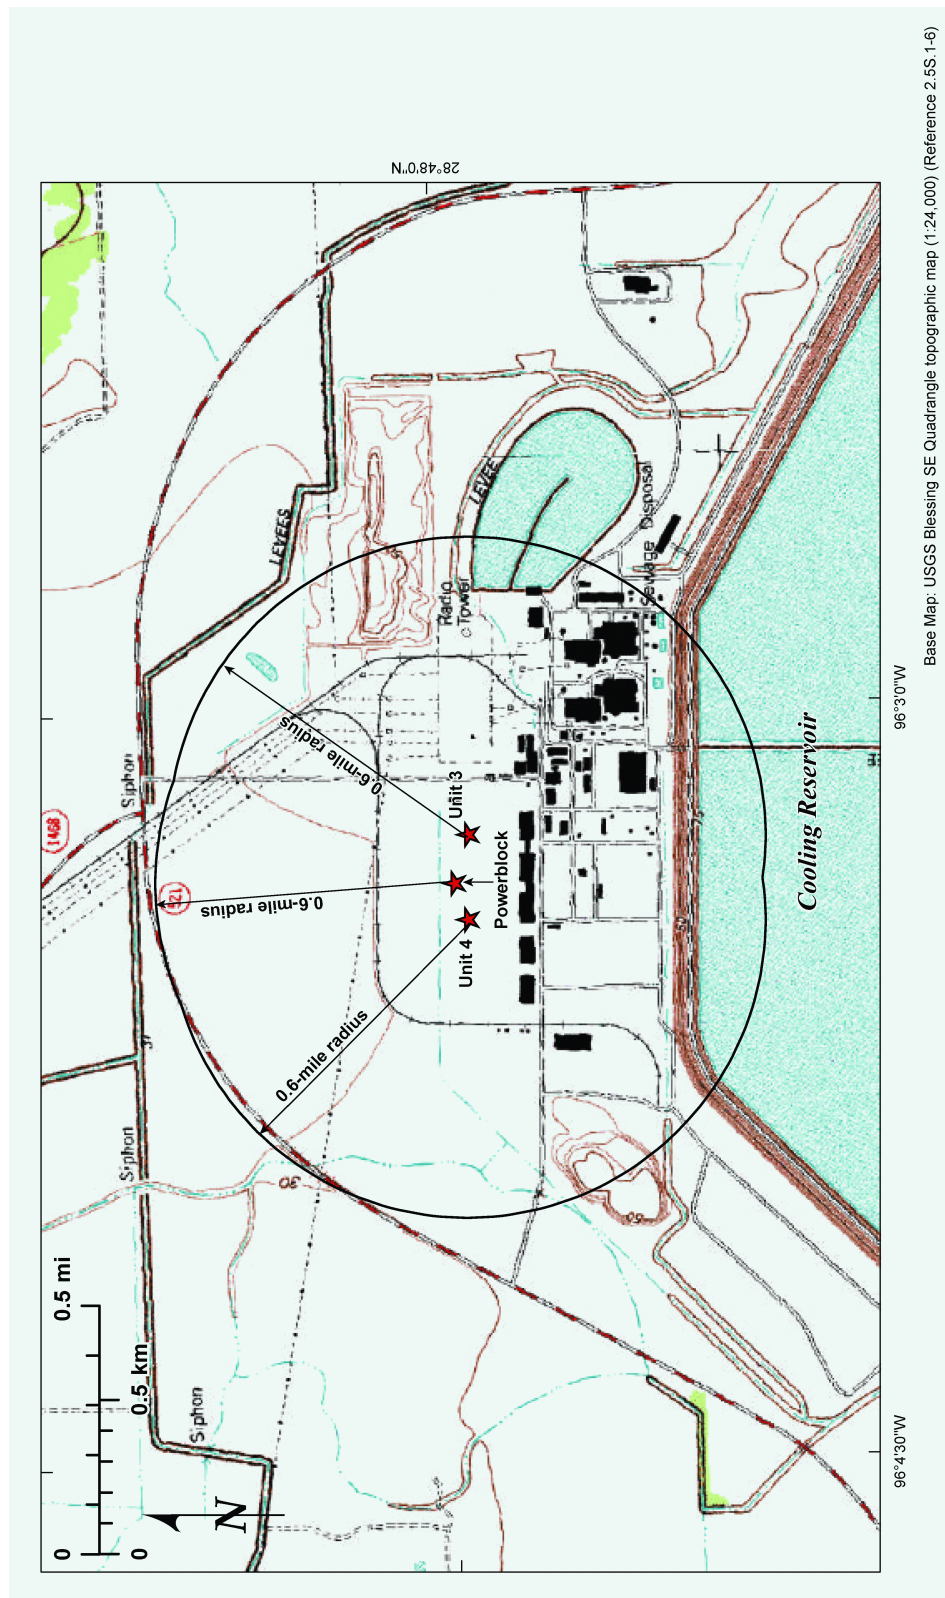 28°48'0"N
1468
521
Siphon
LEVEES
LEVEE
Radio
Tower
0.6-mile radius
0.6-mile radius
0.6-mile radius
Unit 3
Powerblock
Unit 4
Sewage Disposal
Cooling Reservoir
50
Siphon
37
30
50
Siphon
0.5 mi
0
0.5 km
0
N
96°3'0"W
96°4'30"W
Base Map: USGS Blessing SE Quadrangle topographic map (1:24,000) (Reference 2.5S.1-6)